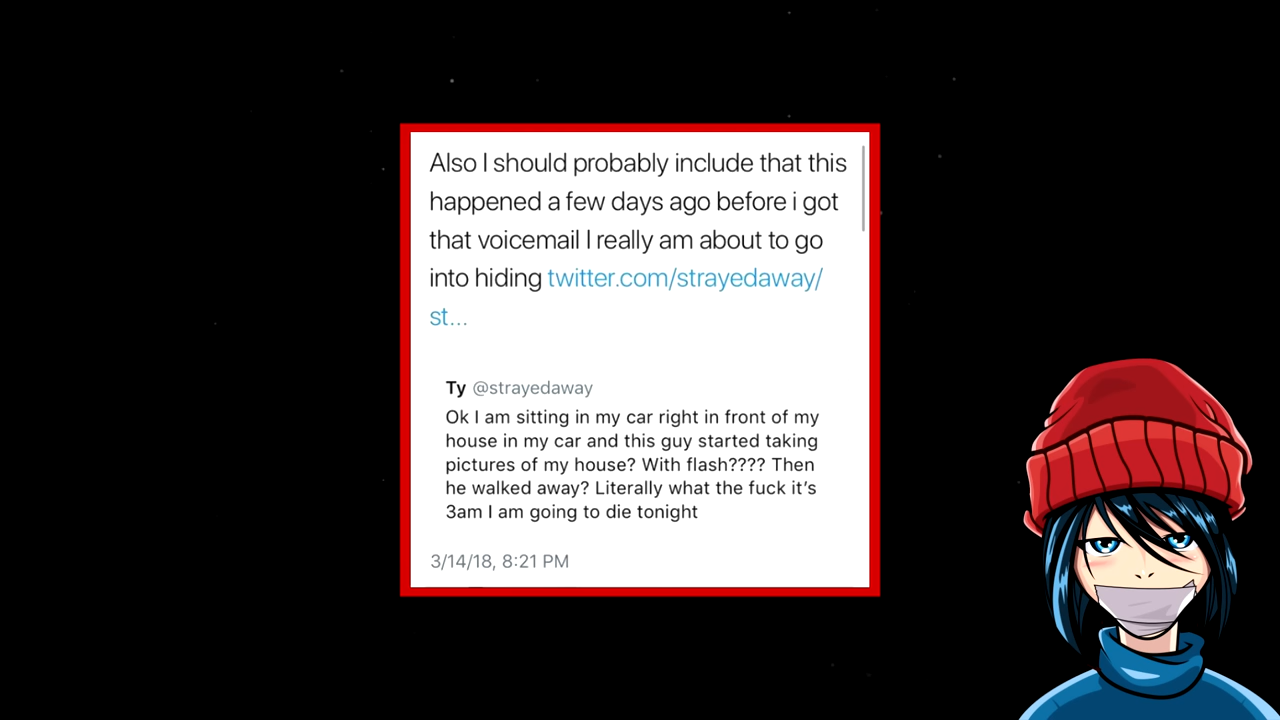 Also I should probably include that this
happened a few days ago before i got
that voicemail I really am about to go
into hiding twitter.com/strayedaway/
st...
Ty @strayedaway
Ok I am sitting in my car right in front of my
house in my car and this guy started taking
pictures of my house? With flash???? Then
he walked away? Literally what the fuck it’s
3am I am going to die tonight
3/14/18, 8:21 PM